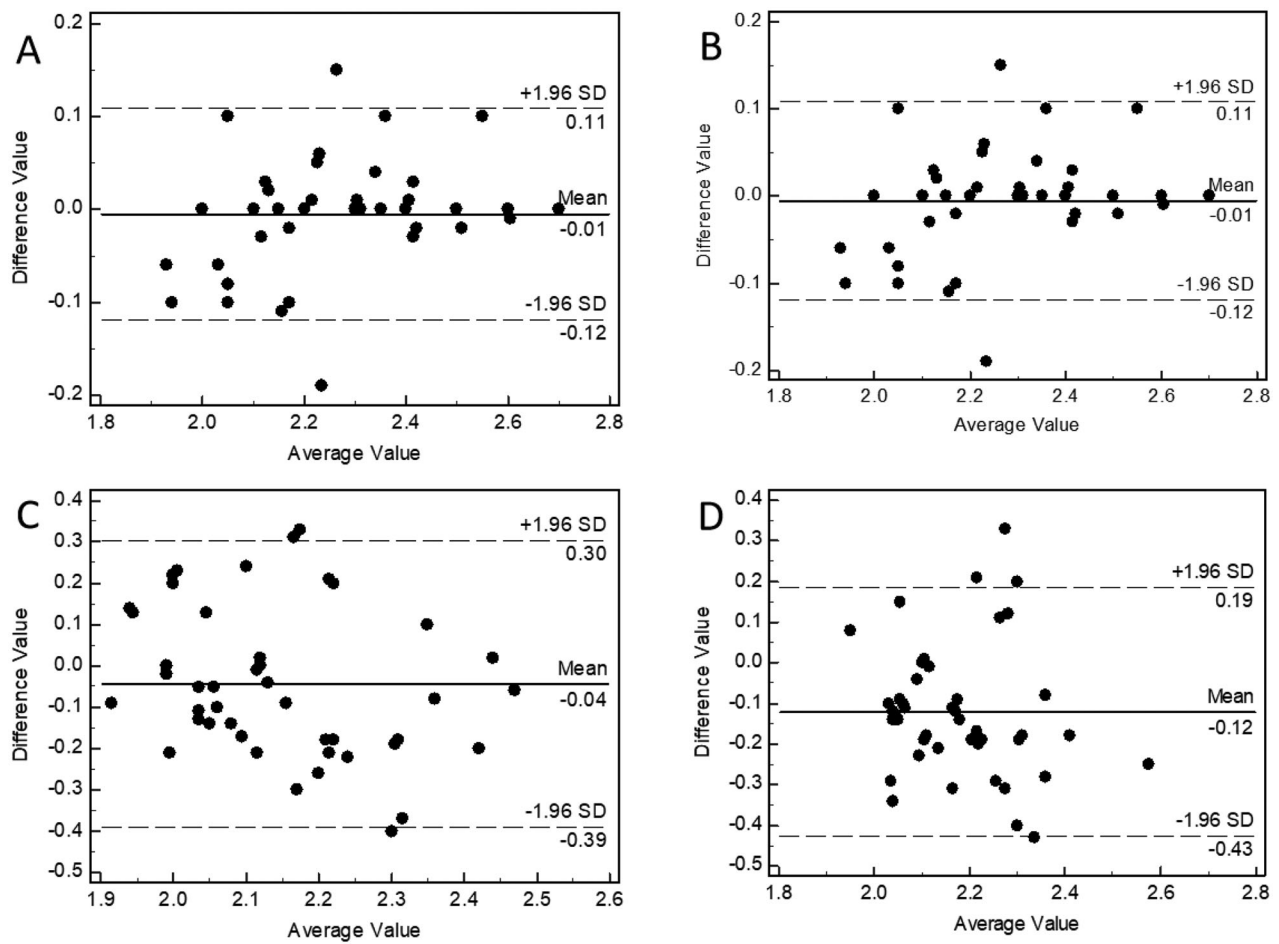 A
0.2
0.1
0.0
-0.1
-0.2
Difference Value
+1.96 SD
0.11
Mean
-0.01
-1.96 SD
-0.12
1.8 2.0 2.2 2.4 2.6 2.8
Average Value
B
0.2
0.1
0.0
-0.1
-0.2
Difference Value
+1.96 SD
0.11
Mean
-0.01
-1.96 SD
-0.12
1.8 2.0 2.2 2.4 2.6 2.8
Average Value
C
0.4
0.3
0.2
0.1
0.0
-0.1
-0.2
-0.3
-0.4
-0.5
Difference Value
+1.96 SD
0.30
Mean
-0.04
-1.96 SD
-0.39
1.9 2.0 2.1 2.2 2.3 2.4 2.5 2.6
Average Value
D
0.4
0.3
0.2
0.1
0.0
-0.1
-0.2
-0.3
-0.4
-0.5
Difference Value
+1.96 SD
0.19
Mean
-0.12
-1.96 SD
-0.43
1.8 2.0 2.2 2.4 2.6 2.8
Average Value